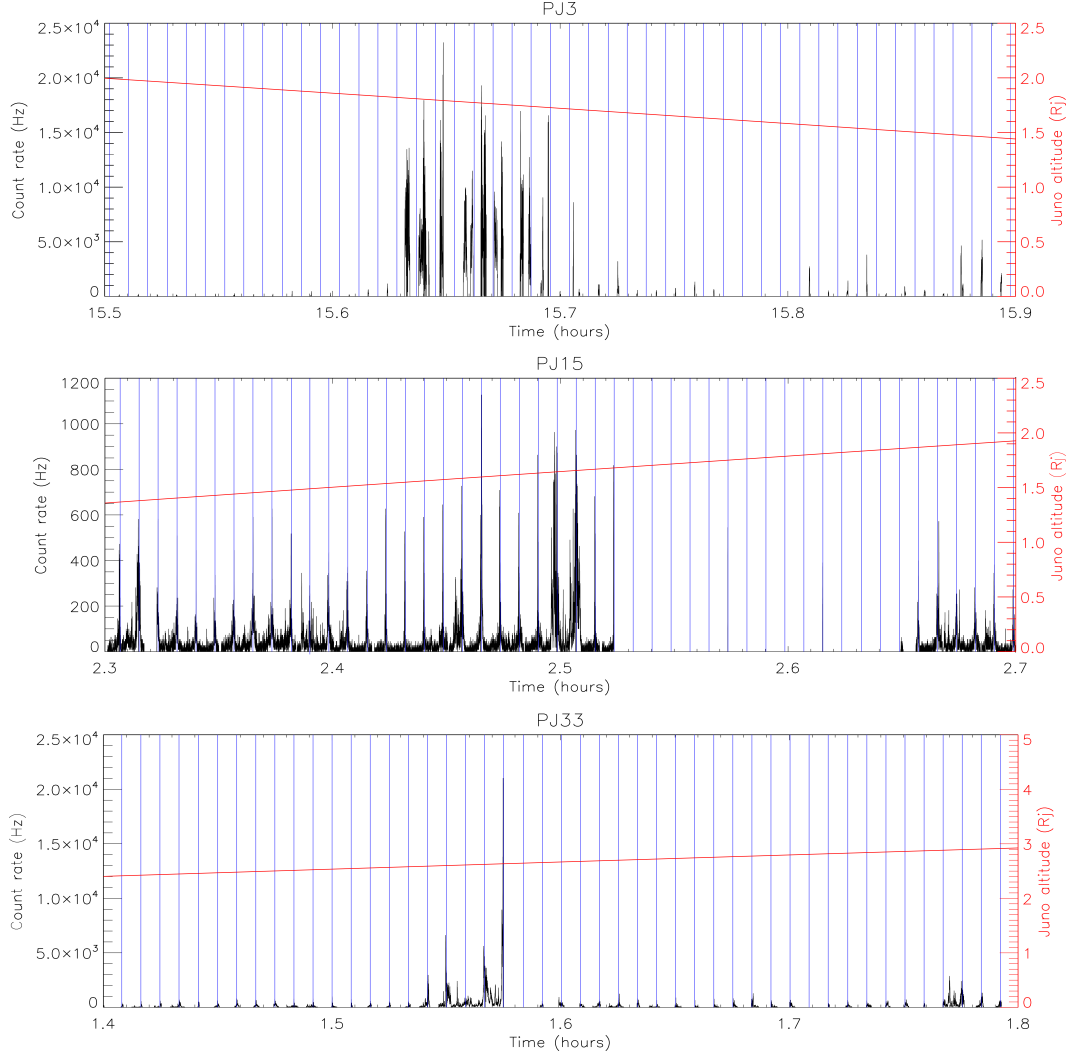 PJ3
2.5×10⁴
2.0×10⁴
1.5×10⁴
1.0×10⁴
5.0×10³
0
Count rate (Hz)
2.5
2.0
1.5
1.0
0.5
0.0
Juno altitude (Rj)
15.5 15.6 15.7 15.8 15.9
Time (hours)
PJ15
1200
1000
800
600
400
200
0
Count rate (Hz)
2.5
2.0
1.5
1.0
0.5
0.0
Juno altitude (Rj)
2.3 2.4 2.5 2.6 2.7
Time (hours)
PJ33
2.5×10⁴
2.0×10⁴
1.5×10⁴
1.0×10⁴
5.0×10³
0
Count rate (Hz)
5
4
3
2
1
0
Juno altitude (Rj)
1.4 1.5 1.6 1.7 1.8
Time (hours)